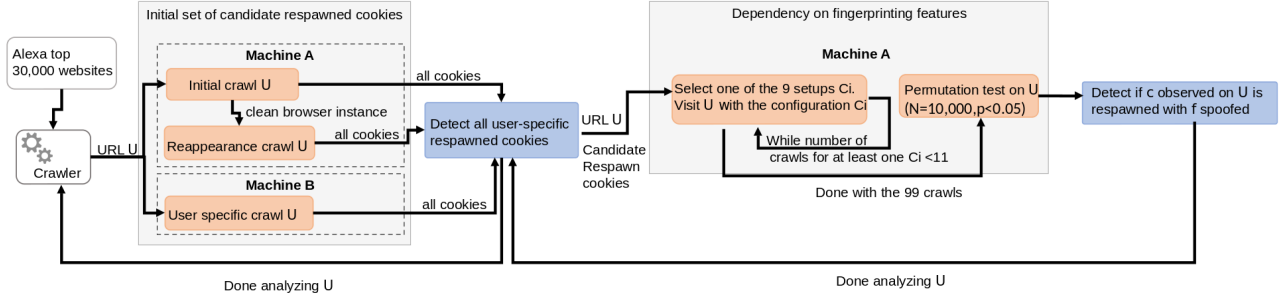 Initial set of candidate respawned cookies
Alexa top
30,000 websites
Crawler
URL U
Machine A
Initial crawl U
clean browser instance
Reappearance crawl U
Machine B
User specific crawl U
all cookies
all cookies
all cookies
Detect all user-specific
respawned cookies
Done analyzing U
URL U
Candidate
Respawn
cookies
Dependency on fingerprinting features
Machine A
Select one of the 9 setups Ci.
Visit U with the configuration Ci
While number of
crawls for at least one Ci <11
Permutation test on U
(N=10,000,p<0.05)
Done with the 99 crawls
Detect if c observed on U is
respawned with f spoofed
Done analyzing U